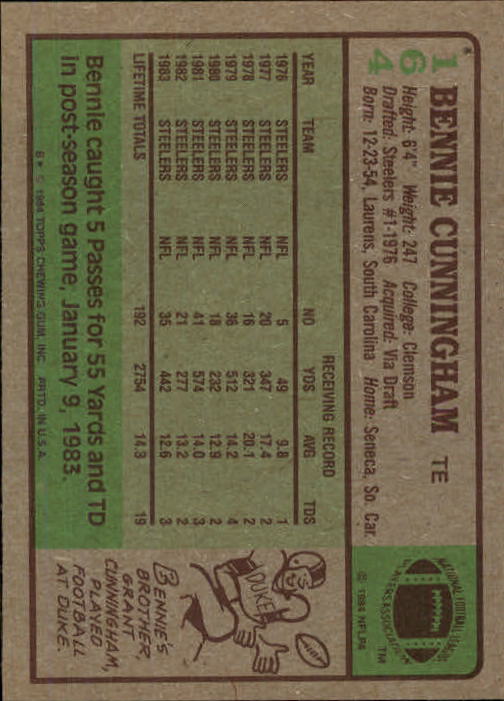 164
BENNIE CUNNINGHAM TE
Height: 6'4" Weight: 247 College: Clemson
Drafted: Steelers #1-1976 Acquired: Via Draft
Born: 12-23-54, Laurens, South Carolina Home: Seneca, So. Car.
NATIONAL FOOTBALL LEAGUE
PLAYERS ASSOCIATION
TM
© 1984 NFLPA
RECEIVING RECORD
YEAR TEAM NO YDS AVG TDS
1976 STEELERS NFL 5 49 9.8 1
1977 STEELERS NFL 20 347 17.4 2
1978 STEELERS NFL 16 321 20.1 2
1979 STEELERS NFL 36 512 14.2 4
1980 STEELERS NFL 18 232 12.9 2
1981 STEELERS NFL 41 574 14.0 3
1982 STEELERS NFL 21 277 13.2 2
1983 STEELERS NFL 35 442 12.6 3
LIFETIME TOTALS 192 2754 14.3 19
Bennie caught 5 Passes for 55 Yards and TD
in post-season game, January 9, 1983.
DUKE
BENNIE'S
BROTHER,
GRANT
CUNNINGHAM,
PLAYED
FOOTBALL
AT DUKE.
B* © 1984 TOPPS CHEWING GUM, INC. PRTD. IN U.S.A.